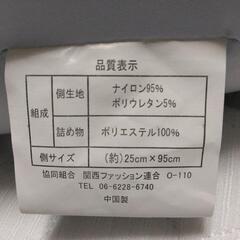 品質表示
組成 側生地 ナイロン95%
ポリウレタン5%
詰め物 ポリエステル100%
側サイズ (約)25cm×95cm
協同組合 関西ファッション連合 O-110
TEL 06-6228-6740
中国製